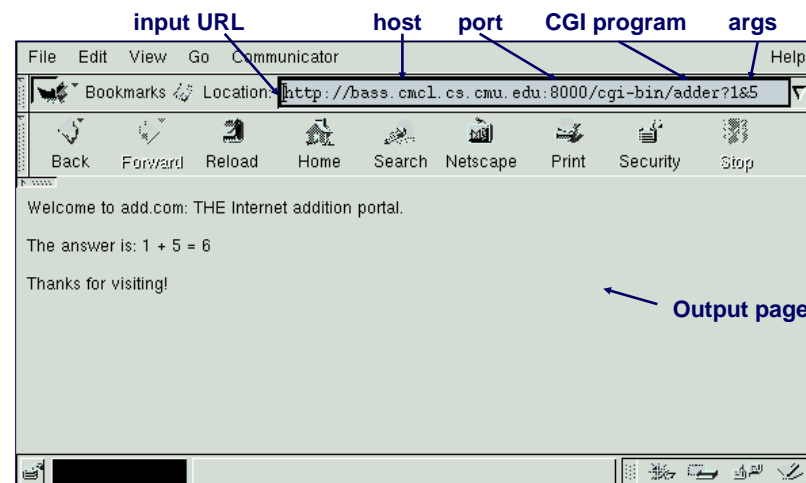 input URL host port CGI program args
File Edit View Go Communicator Help
Bookmarks Location: http://bass.cmcl.cs.cmu.edu:8000/cgi-bin/adder?1&5
Back Forward Reload Home Search Netscape Print Security Stop
Welcome to add.com: THE Internet addition portal.
The answer is: 1 + 5 = 6
Thanks for visiting!
Output page